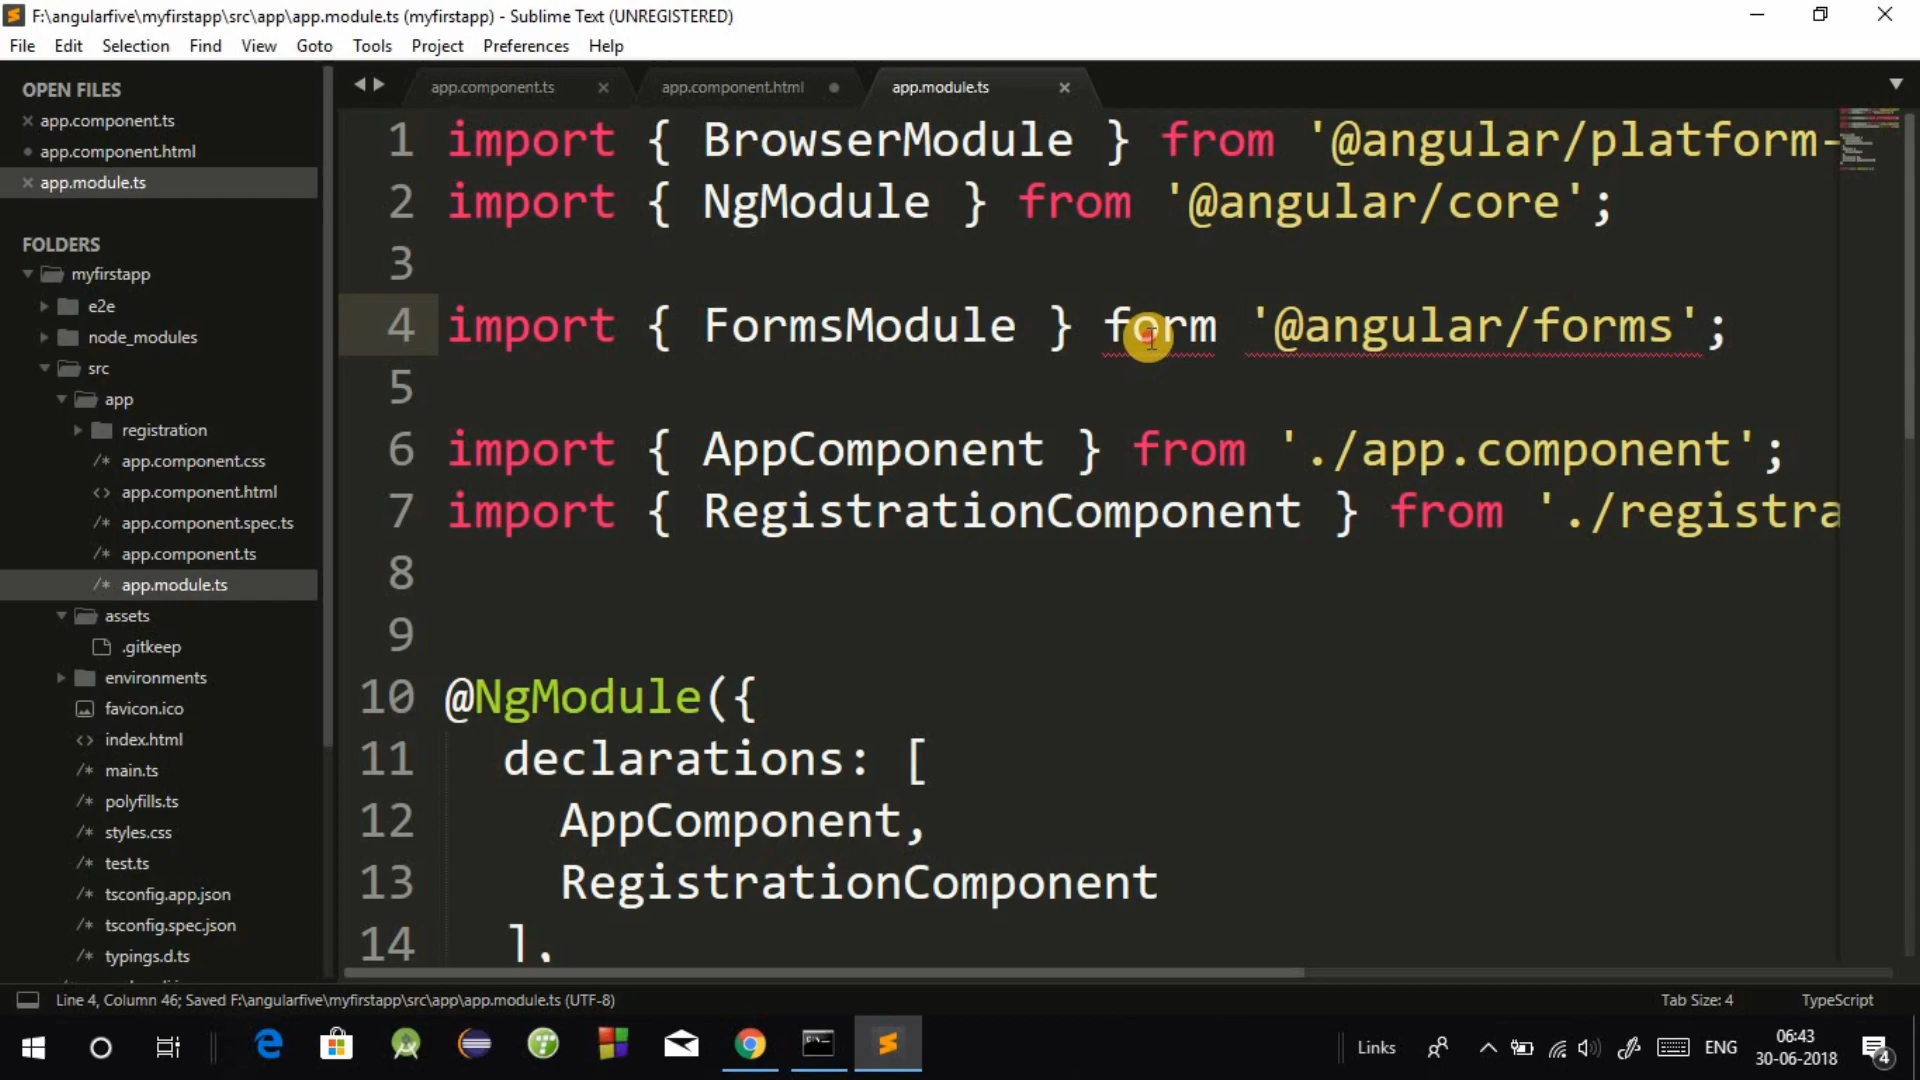 F:\angularfive\myfirstapp\src\app\app.module.ts (myfirstapp) - Sublime Text (UNREGISTERED)
File Edit Selection Find View Goto Tools Project Preferences Help
OPEN FILES
app.component.ts
app.component.html
app.module.ts
FOLDERS
myfirstapp
e2e
node_modules
src
app
registration
/* app.component.css
<> app.component.html
/* app.component.spec.ts
/* app.component.ts
/* app.module.ts
assets
.gitkeep
environments
favicon.ico
<> index.html
/* main.ts
/* polyfills.ts
/* styles.css
/* test.ts
/* tsconfig.app.json
/* tsconfig.spec.json
/* typings.d.ts
app.component.ts app.component.html app.module.ts
1 import { BrowserModule } from '@angular/platform-
2 import { NgModule } from '@angular/core';
3
4 import { FormsModule } form '@angular/forms';
5
6 import { AppComponent } from './app.component';
7 import { RegistrationComponent } from './registra
8
9
10 @NgModule({
11 declarations: [
12 AppComponent,
13 RegistrationComponent
14 ],
Line 4, Column 46; Saved F:\angularfive\myfirstapp\src\app\app.module.ts (UTF-8)
Tab Size: 4 TypeScript
Links ENG
06:43
30-06-2018
4